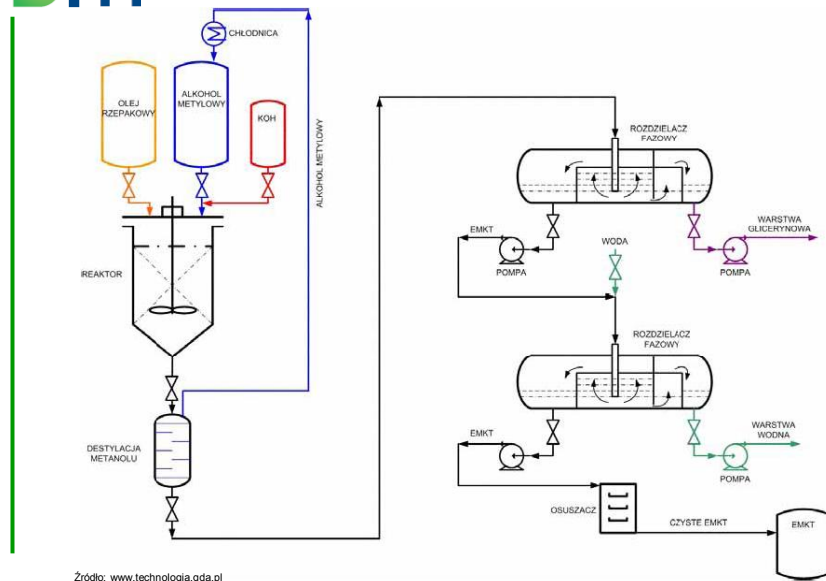 CHŁODNICA
OLEJ
RZEPAKOWY
ALKOHOL
METYLOWY
KOH
ALKOHOL METYLOWY
REAKTOR
DESTYLACJA
METANOLU
ROZDZIELACZ
FAZOWY
EMKT
POMPA
WODA
WARSTWA
GLICERYNOWA
POMPA
ROZDZIELACZ
FAZOWY
EMKT
POMPA
WARSTWA
WODNA
POMPA
OSUSZACZ
CZYSTE EMKT
EMKT
Źródło: www.technologia.gda.pl